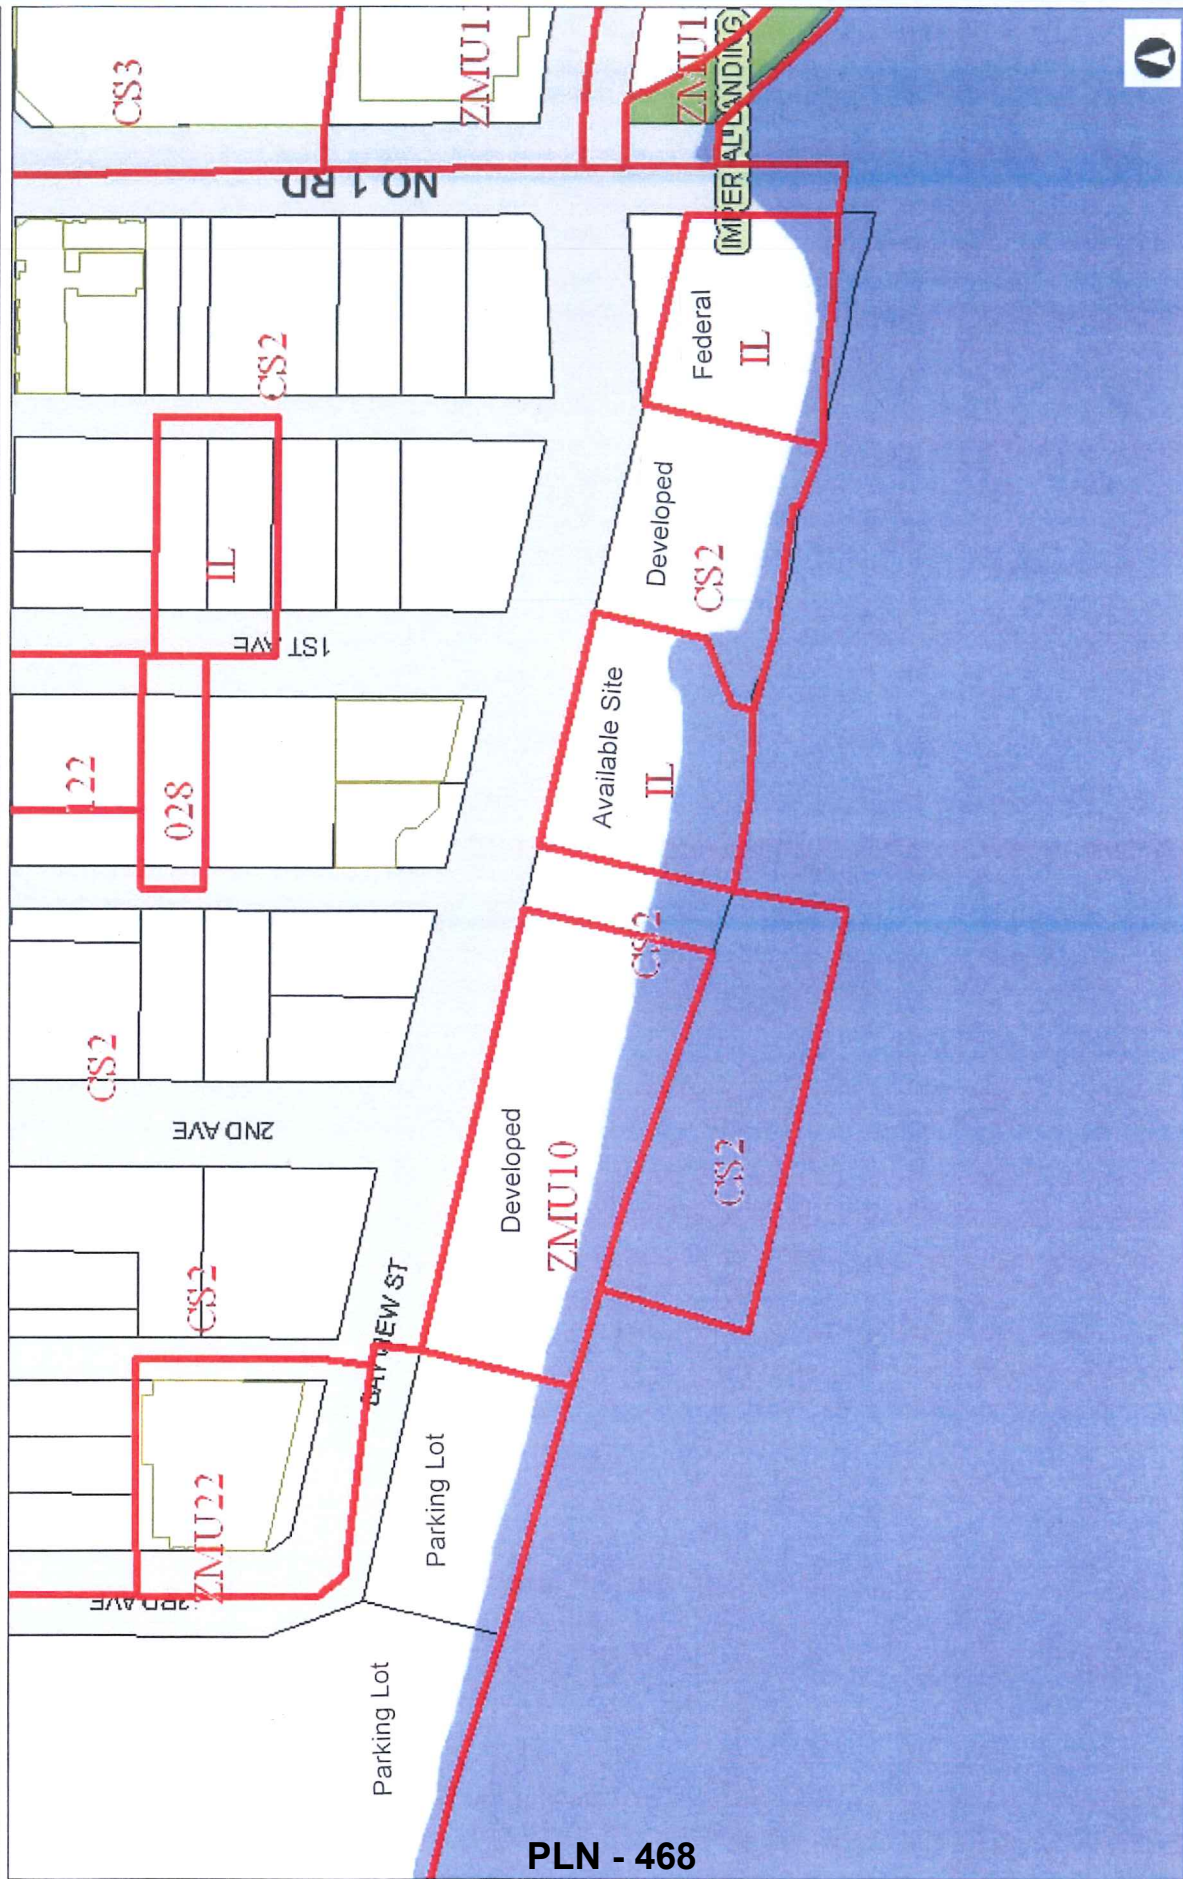 CS3
ZMU1
ZMU1
IMPERIAL LANDING
NO 1 RD
CS2
Federal
IL
IL
Developed
CS2
1ST AVE
122
028
Available Site
IL
CS2
CS2
2ND AVE
Developed
ZMU10
CS2
CS2
BAYVIEW ST
ZMU22
3RD AVE
Parking Lot
Parking Lot
PLN - 468